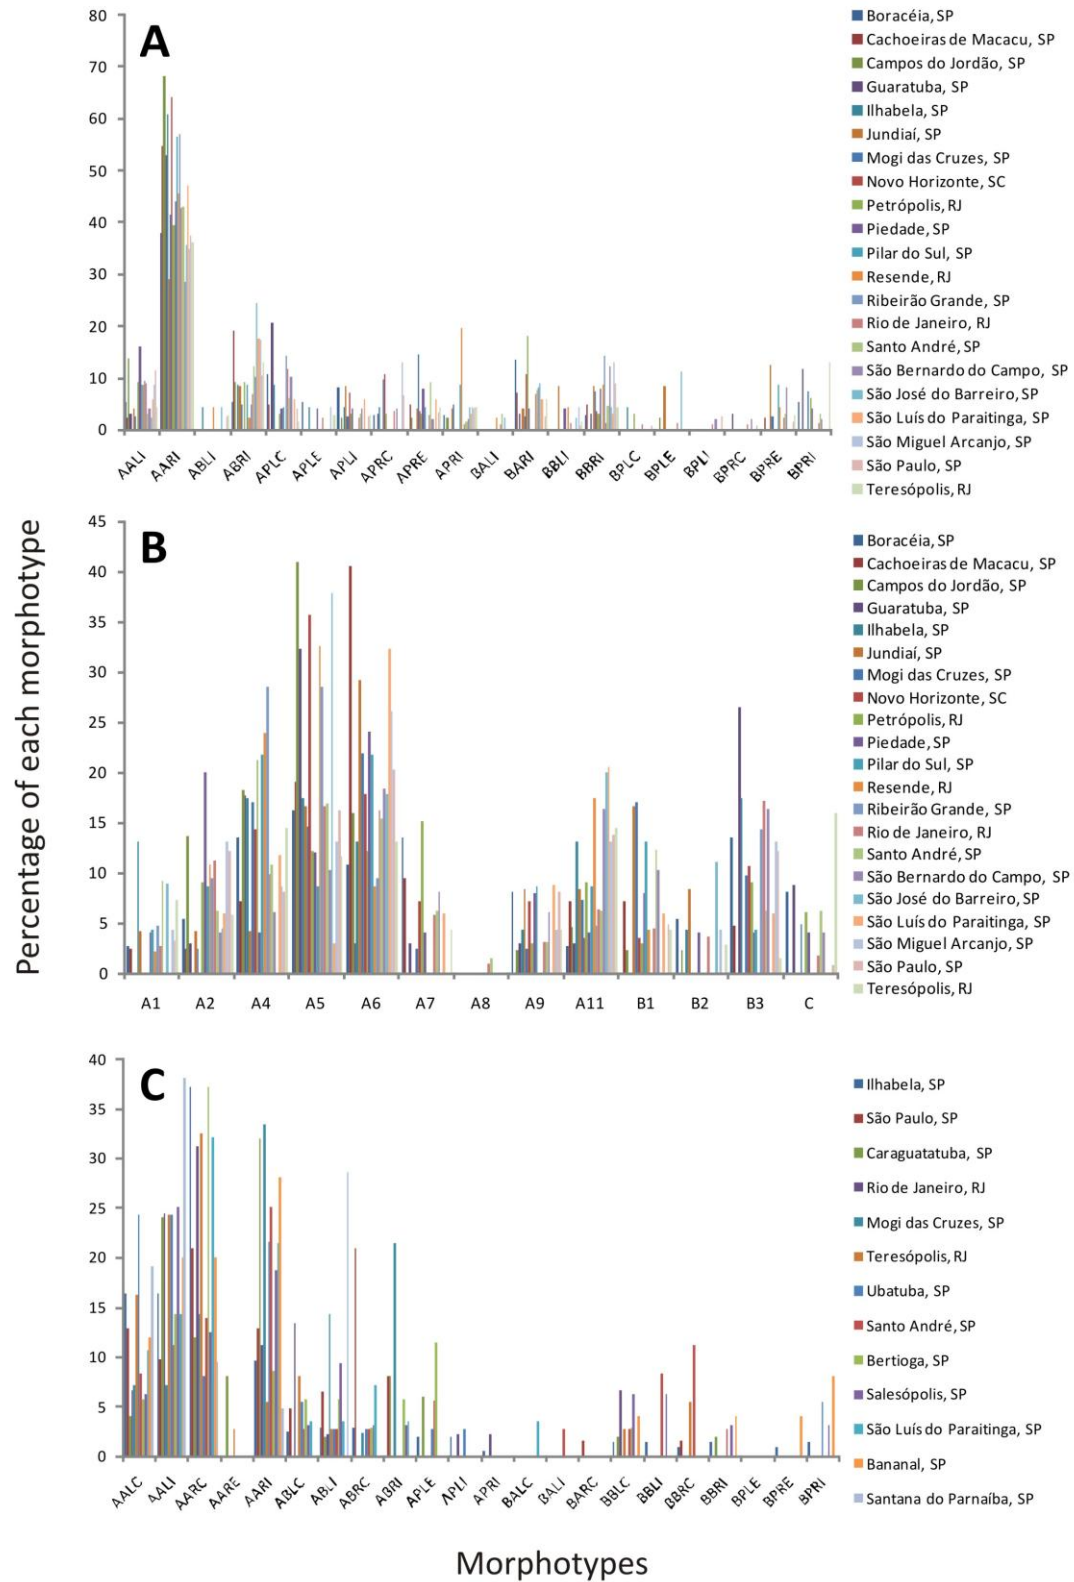 Percentage of each morphotype
A
80
70
60
50
40
30
20
10
0
AALI
AARI
ABLI
ABRI
APLC
APLE
APLI
APRC
APRE
APRI
BALI
BARI
BBLI
BBRI
BPLC
BPLE
BPLI
BPRC
BPRE
BPRI
Boracéia, SP
Cachoeiras de Macacu, SP
Campos do Jordão, SP
Guaratuba, SP
Ilhabela, SP
Jundiaí, SP
Mogi das Cruzes, SP
Novo Horizonte, SC
Petrópolis, RJ
Piedade, SP
Pilar do Sul, SP
Resende, RJ
Ribeirão Grande, SP
Rio de Janeiro, RJ
Santo André, SP
São Bernardo do Campo, SP
São José do Barreiro, SP
São Luís do Paraitinga, SP
São Miguel Arcanjo, SP
São Paulo, SP
Teresópolis, RJ
B
45
40
35
30
25
20
15
10
5
0
A1
A2
A4
A5
A6
A7
A8
A9
A11
B1
B2
B3
C
Boracéia, SP
Cachoeiras de Macacu, SP
Campos do Jordão, SP
Guaratuba, SP
Ilhabela, SP
Jundiaí, SP
Mogi das Cruzes, SP
Novo Horizonte, SC
Petrópolis, RJ
Piedade, SP
Pilar do Sul, SP
Resende, RJ
Ribeirão Grande, SP
Rio de Janeiro, RJ
Santo André, SP
São Bernardo do Campo, SP
São José do Barreiro, SP
São Luís do Paraitinga, SP
São Miguel Arcanjo, SP
São Paulo, SP
Teresópolis, RJ
C
40
35
30
25
20
15
10
5
0
AALC
AALI
AARC
AARE
AARI
ABLC
ABLI
ABRC
ABRI
APLE
APLI
APRI
BALC
BALI
BARC
BBLC
BBLI
BBRC
BBRI
BPLE
BPRE
BPRI
Ilhabela, SP
São Paulo, SP
Caraguatatuba, SP
Rio de Janeiro, RJ
Mogi das Cruzes, SP
Teresópolis, RJ
Ubatuba, SP
Santo André, SP
Bertioga, SP
Salesópolis, SP
São Luís do Paraitinga, SP
Bananal, SP
Santana do Parnaíba, SP
Morphotypes